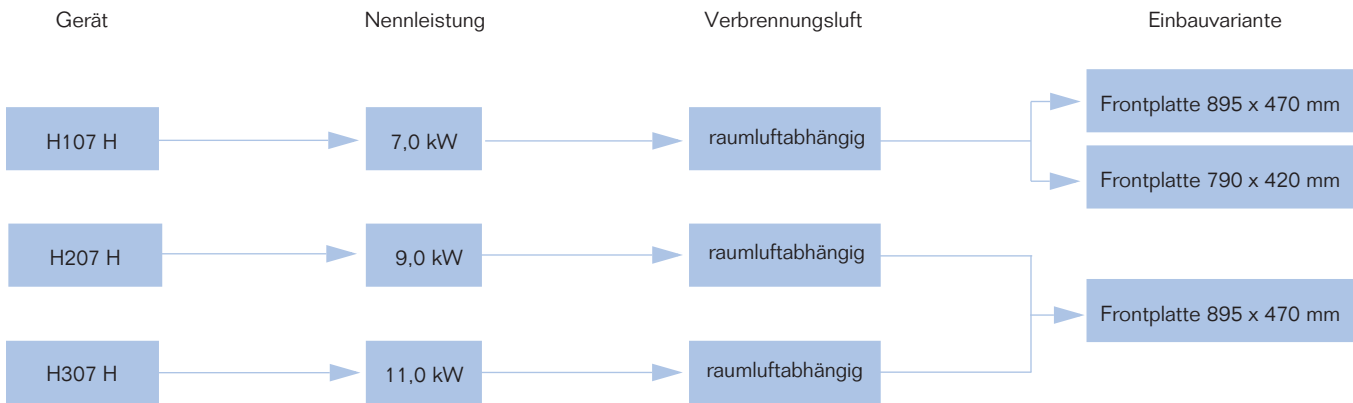 Gerät
Nennleistung
Verbrennungsluft
Einbauvariante
H107 H
7,0 kW
raumluftabhängig
Frontplatte 895 x 470 mm
Frontplatte 790 x 420 mm
H207 H
9,0 kW
raumluftabhängig
Frontplatte 895 x 470 mm
H307 H
11,0 kW
raumluftabhängig